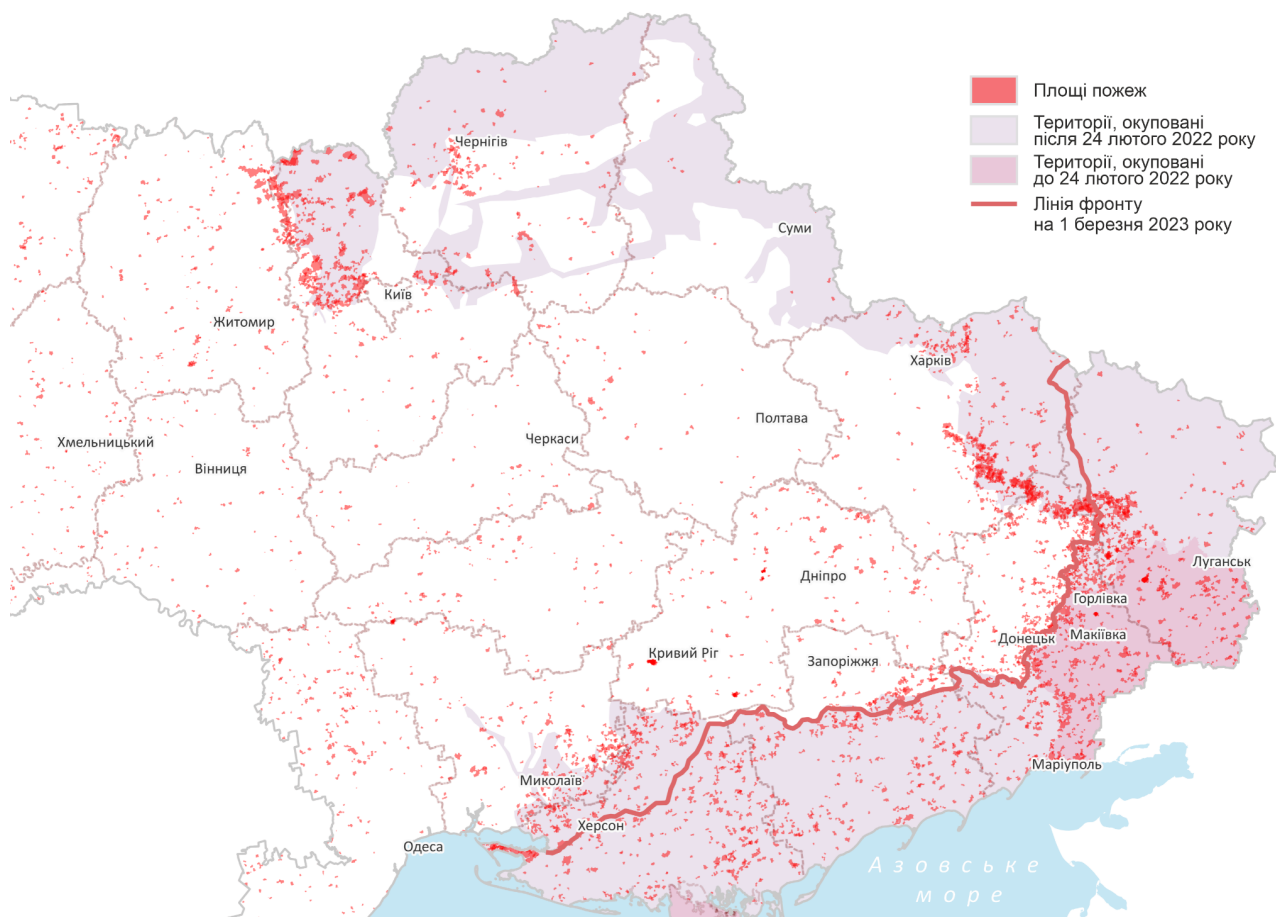 Площі пожеж
Території, окуповані
після 24 лютого 2022 року
Території, окуповані
до 24 лютого 2022 року
Лінія фронту
на 1 березня 2023 року
Чернігів
Суми
Київ
Житомир
Харків
Полтава
Хмельницький
Черкаси
Вінниця
Луганськ
Дніпро
Горлівка
Макіївка
Донецьк
Кривий Ріг
Запоріжжя
Маріуполь
Миколаїв
Херсон
Одеса
Азовське
море